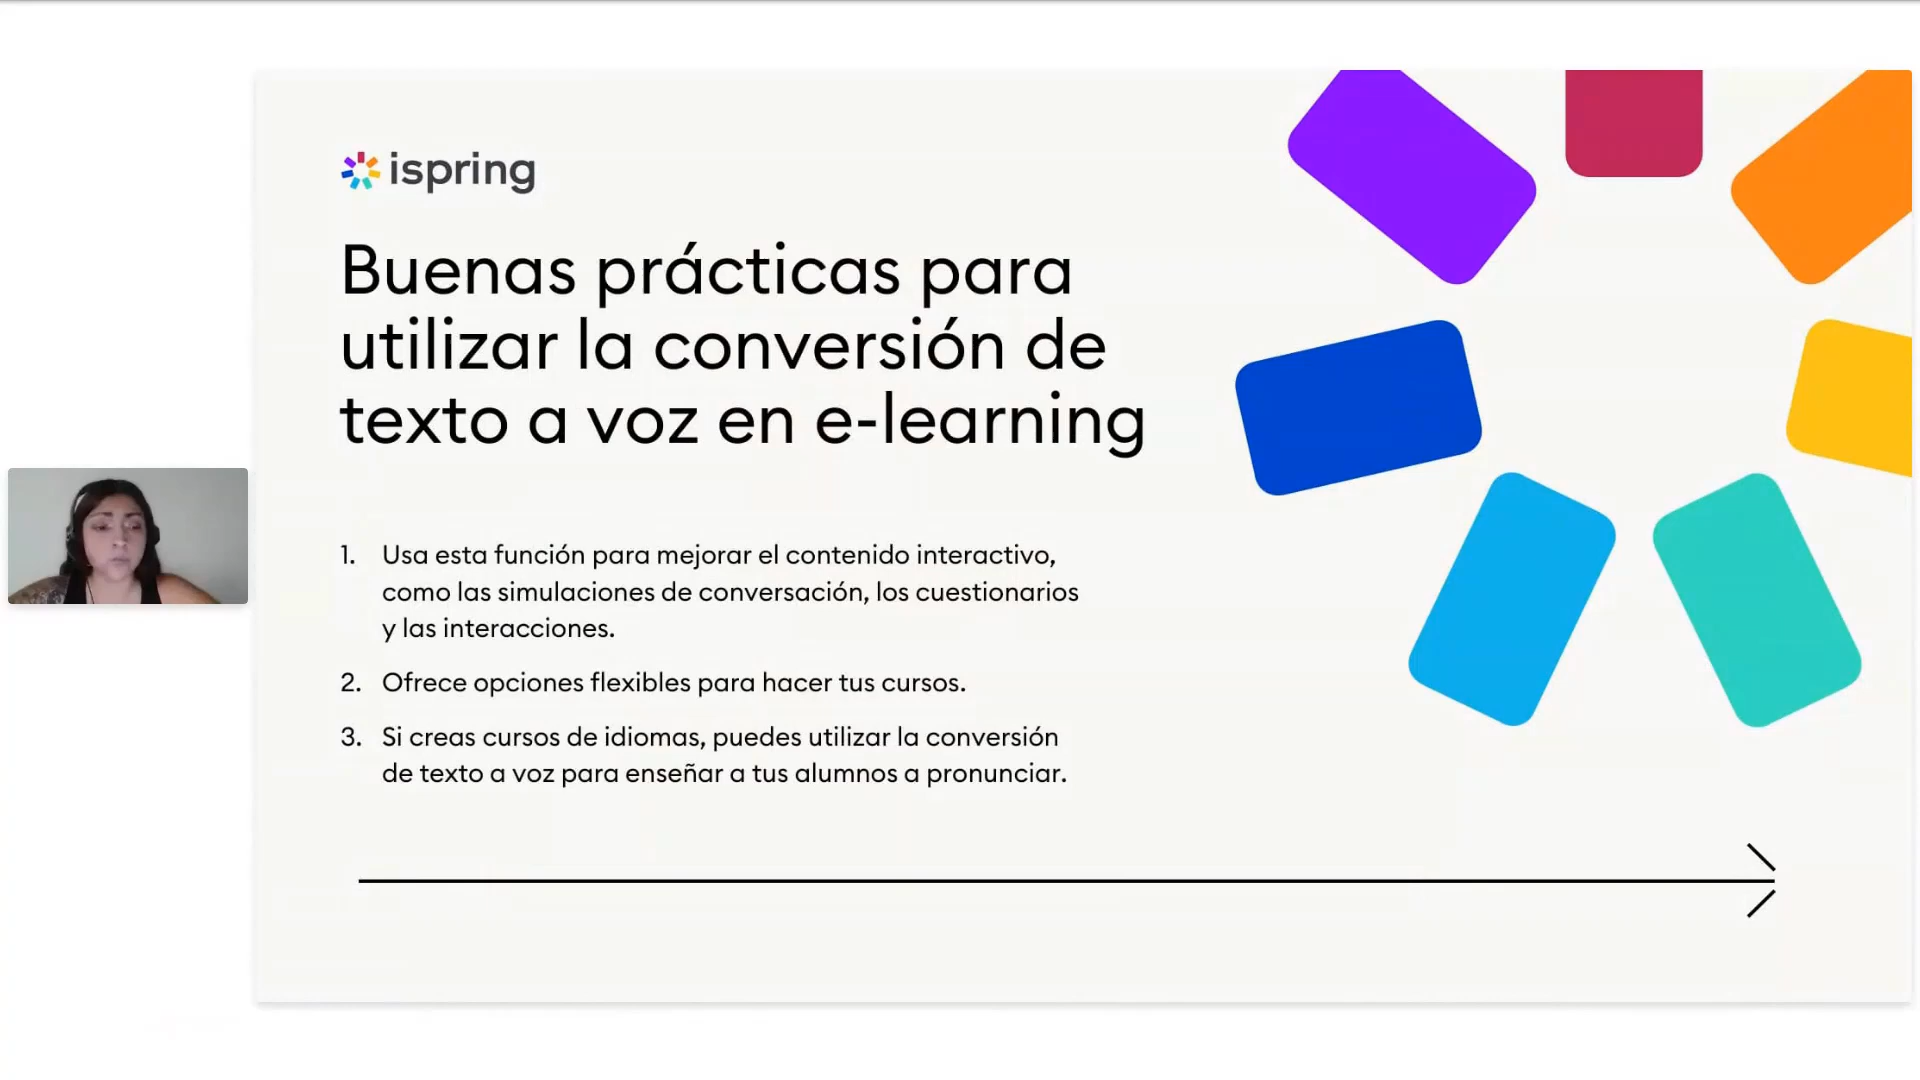 ispring
Buenas prácticas para
utilizar la conversión de
texto a voz en e-learning
1. Usa esta función para mejorar el contenido interactivo,
como las simulaciones de conversación, los cuestionarios
y las interacciones.
2. Ofrece opciones flexibles para hacer tus cursos.
3. Si creas cursos de idiomas, puedes utilizar la conversión
de texto a voz para enseñar a tus alumnos a pronunciar.